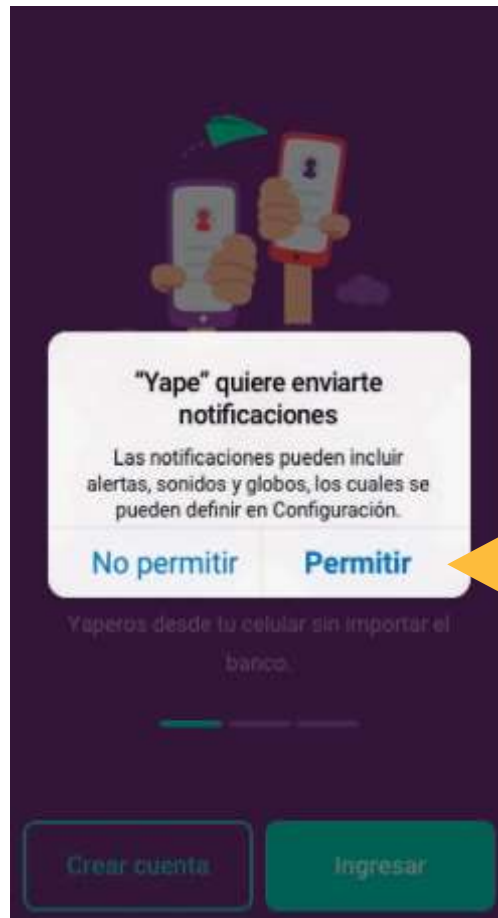 "Yape" quiere enviarte
notificaciones
Las notificaciones pueden incluir
alertas, sonidos y globos, los cuales se
pueden definir en Configuración.
No permitir Permitir
Yaperos desde tu celular sin importar el
banco.
Crear cuenta Ingresar